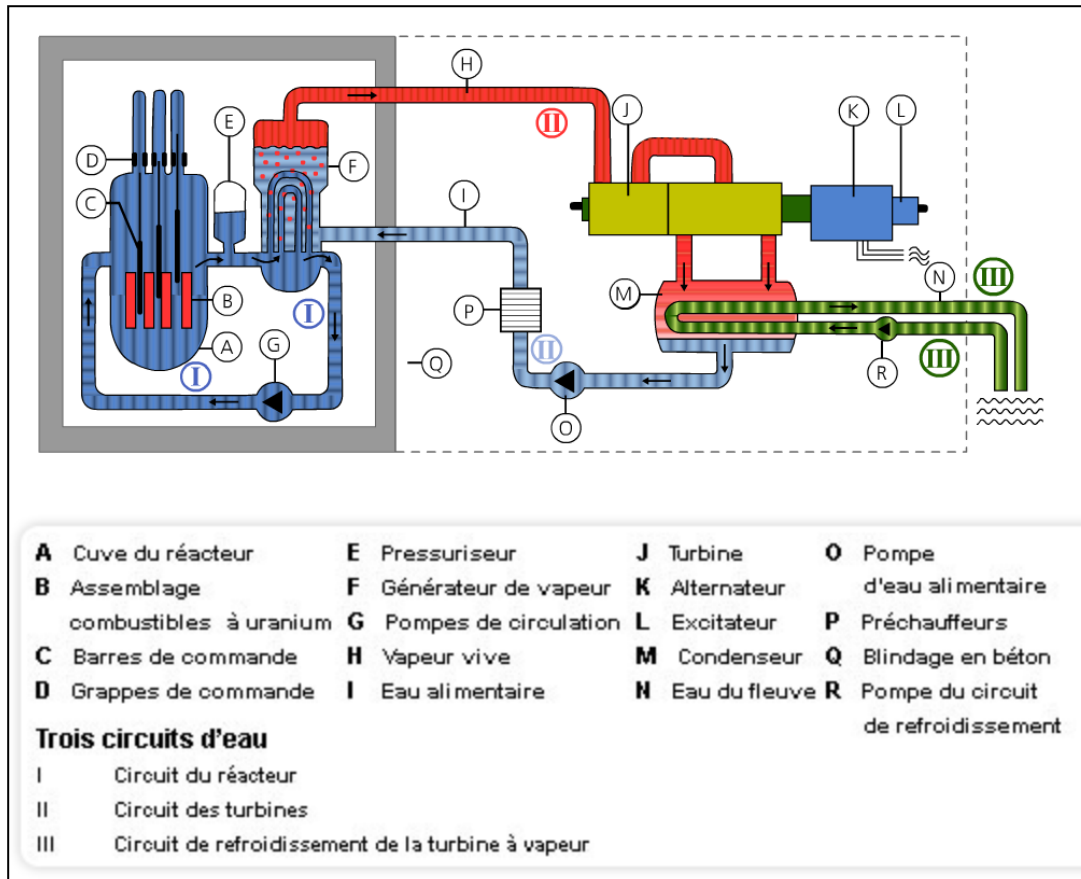 H
E
J
K
L
D
II
F
C
I
N
III
M
B
P
I
A
G
I
II
Q
R
III
O
A Cuve du réacteur
B Assemblage
combustibles à uranium
C Barres de commande
D Grappes de commande
E Pressuriseur
F Générateur de vapeur
G Pompes de circulation
H Vapeur vive
I Eau alimentaire
J Turbine
K Alternateur
L Excitateur
M Condenseur
N Eau du fleuve
O Pompe
d'eau alimentaire
P Préchauffeurs
Q Blindage en béton
R Pompe du circuit
de refroidissement
Trois circuits d'eau
I Circuit du réacteur
II Circuit des turbines
III Circuit de refroidissement de la turbine à vapeur